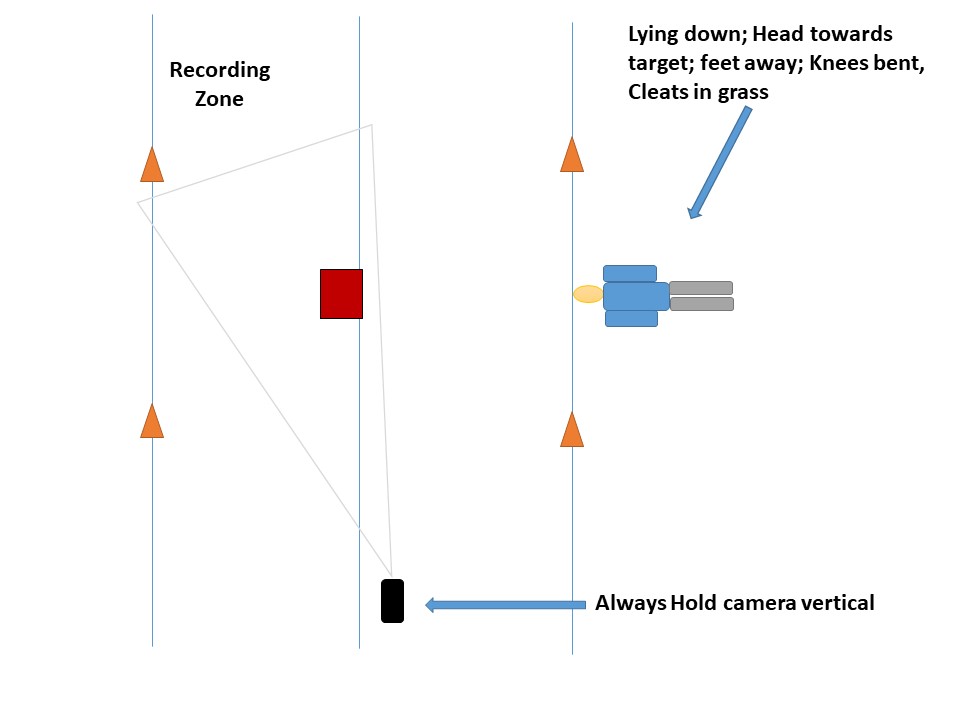 Lying down; Head towards
target; feet away; Knees bent,
Cleats in grass
Recording
Zone
Always Hold camera vertical